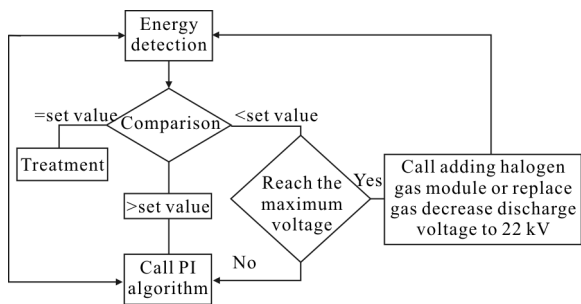 Energy
detection
=set value
Comparison
<set value
Treatment
>set value
Reach the
maximum
voltage
Yes
Call adding halogen
gas module or replace
gas decrease discharge
voltage to 22 kV
No
Call PI
algorithm